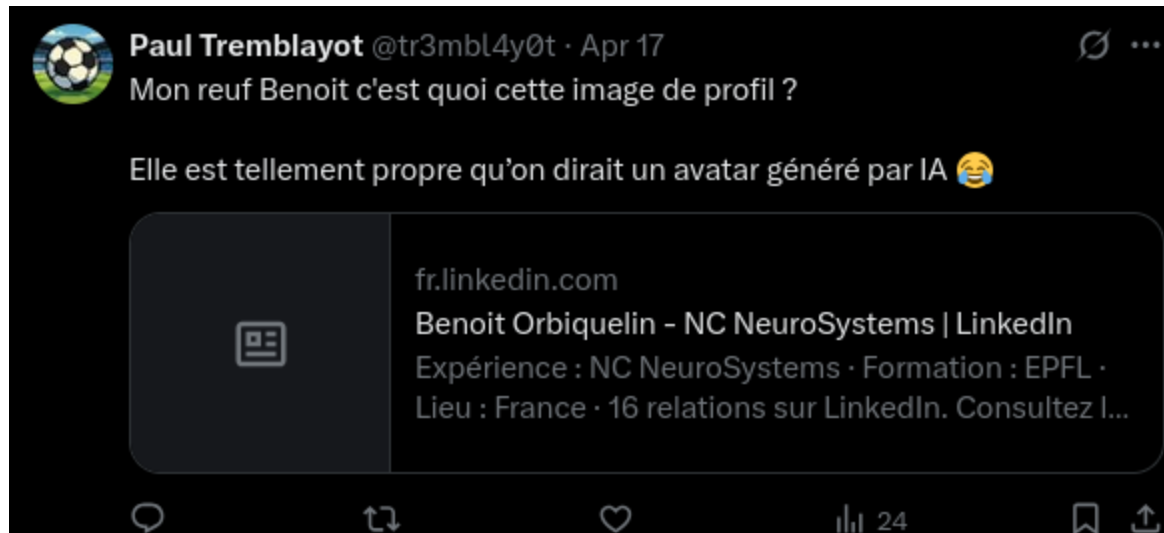 Paul Tremblayot @tr3mbl4y0t · Apr 17
Mon reuf Benoit c'est quoi cette image de profil ?
Elle est tellement propre qu’on dirait un avatar généré par IA 😂
fr.linkedin.com
Benoit Orbiquelin - NC NeuroSystems | LinkedIn
Expérience : NC NeuroSystems · Formation : EPFL ·
Lieu : France · 16 relations sur LinkedIn. Consultez l...
24